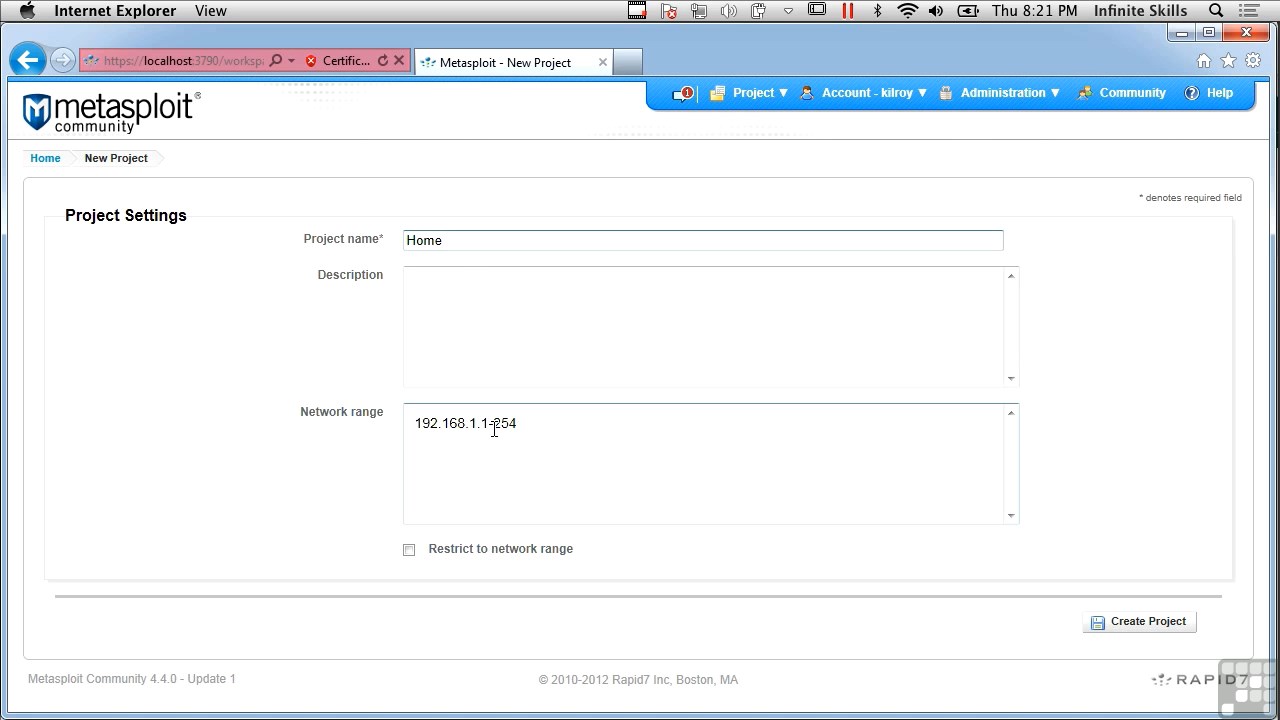 Internet Explorer View Thu 8:21 PM Infinite Skills
https://localhost:3790/workspa Certific... Metasploit - New Project
1 Project Account - kilroy Administration Community Help
metasploit®
community
Home New Project
* denotes required field
Project Settings
Project name* Home
Description
Network range
192.168.1.1-254
Restrict to network range
Create Project
Metasploit Community 4.4.0 - Update 1 © 2010-2012 Rapid7 Inc, Boston, MA RAPID7